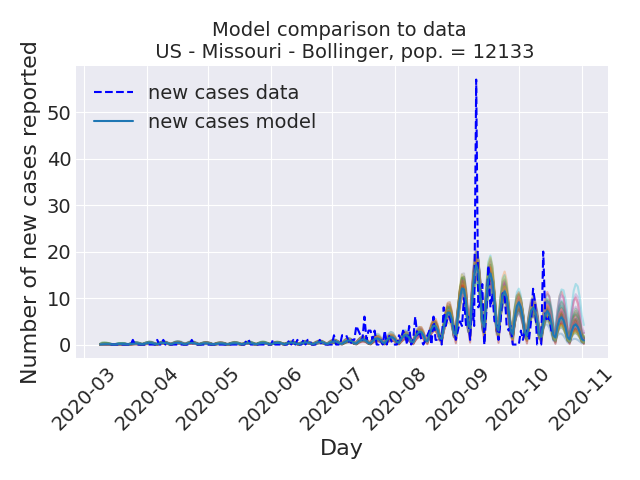 Model comparison to data
US - Missouri - Bollinger, pop. = 12133
Number of new cases reported
new cases data
new cases model
50
40
30
20
10
0
2020-03
2020-04
2020-05
2020-06
2020-07
2020-08
2020-09
2020-10
2020-11
Day